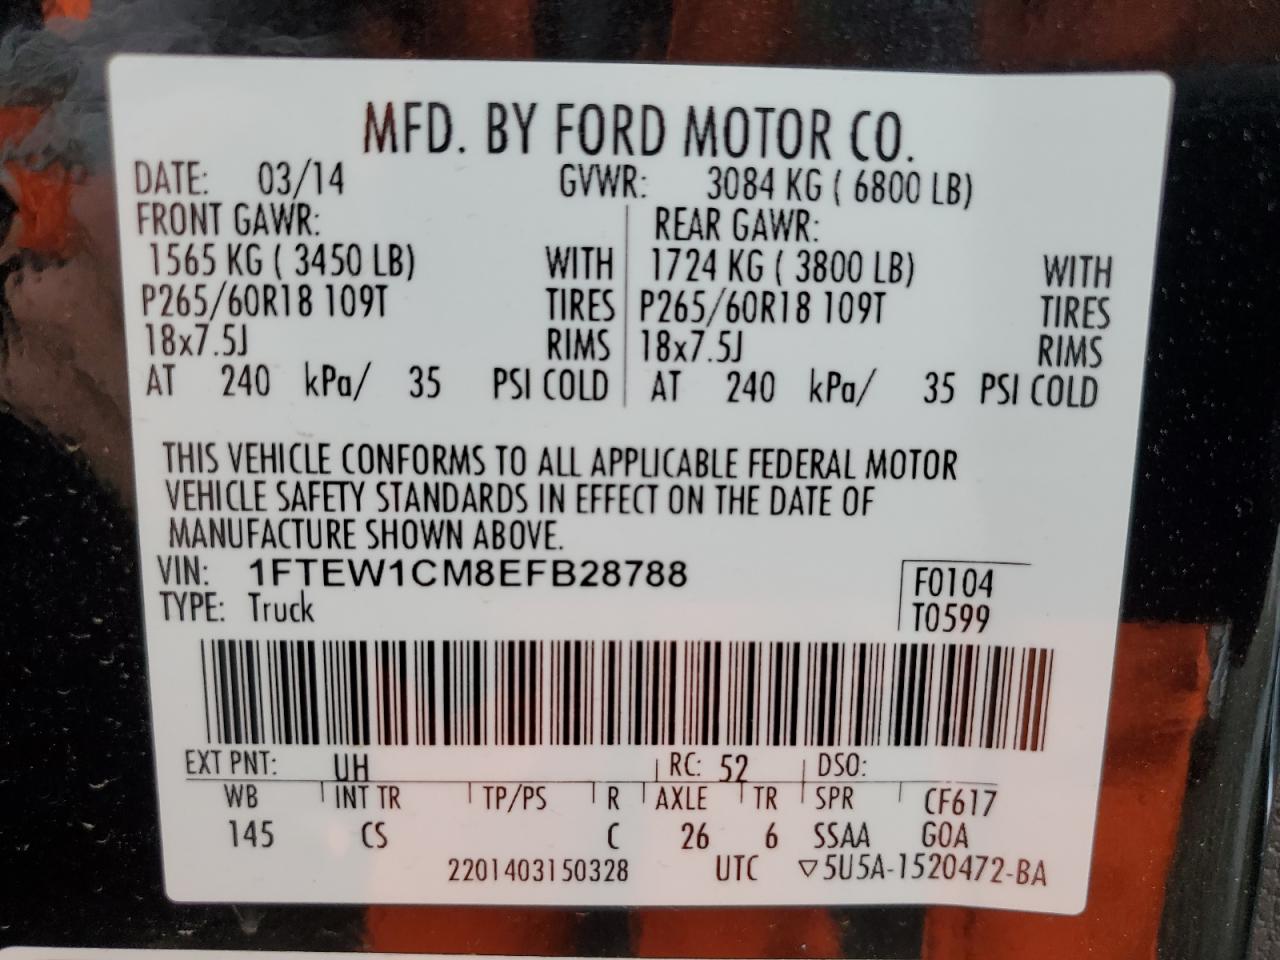 MFD. BY FORD MOTOR CO.
DATE: 03/14 GVWR: 3084 KG ( 6800 LB)
FRONT GAWR: REAR GAWR:
1565 KG ( 3450 LB) WITH 1724 KG ( 3800 LB) WITH
P265/60R18 109T TIRES P265/60R18 109T TIRES
18x7.5J RIMS 18x7.5J RIMS
AT 240 kPa/ 35 PSI COLD AT 240 kPa/ 35 PSI COLD
THIS VEHICLE CONFORMS TO ALL APPLICABLE FEDERAL MOTOR
VEHICLE SAFETY STANDARDS IN EFFECT ON THE DATE OF
MANUFACTURE SHOWN ABOVE.
VIN: 1FTEW1CM8EFB28788 F0104
TYPE: Truck T0599
EXT PNT: UH RC: 52 DSO:
WB INT TR TP/PS R AXLE TR SPR CF617
145 CS C 26 6 SSAA GOA
2201403150328 UTC ▽5U5A-1520472-BA